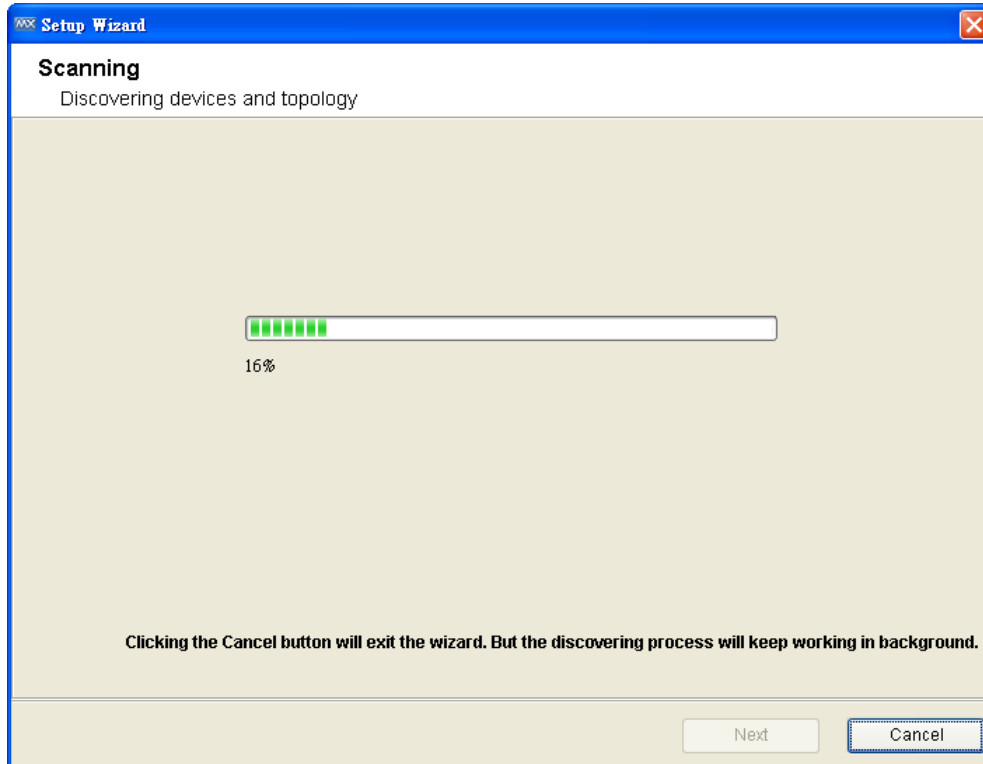 MX Setup Wizard
Scanning
Discovering devices and topology
16%
Clicking the Cancel button will exit the wizard. But the discovering process will keep working in background.
Next Cancel